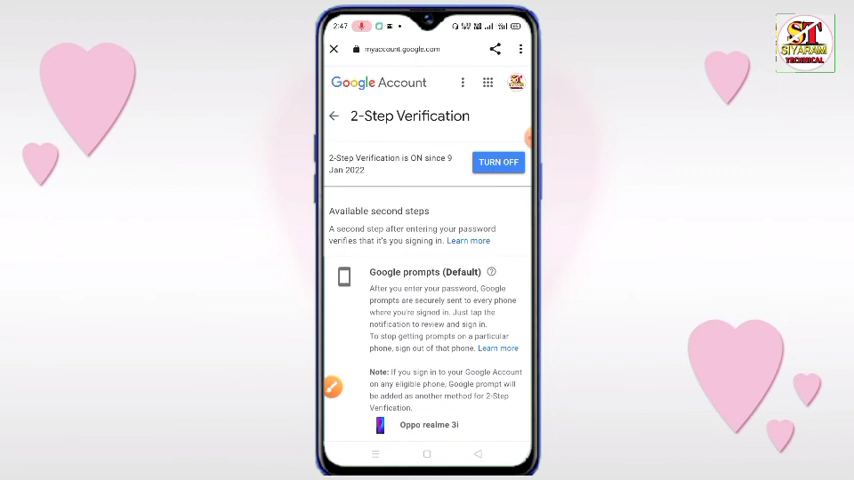 2:47
ST
SIYARAM
TECHNICAL
myaccount.google.com
Google Account
2-Step Verification
2-Step Verification is ON since 9
Jan 2022
TURN OFF
Available second steps
A second step after entering your password
verifies that it's you signing in. Learn more
Google prompts (Default)
After you enter your password, Google
prompts are securely sent to every phone
where you're signed in. Just tap the
notification to review and sign in.
To stop getting prompts on a particular
phone, sign out of that phone. Learn more
Note: If you sign in to your Google Account
on any eligible phone, Google prompt will
be added as another method for 2-Step
Verification.
Oppo realme 3i